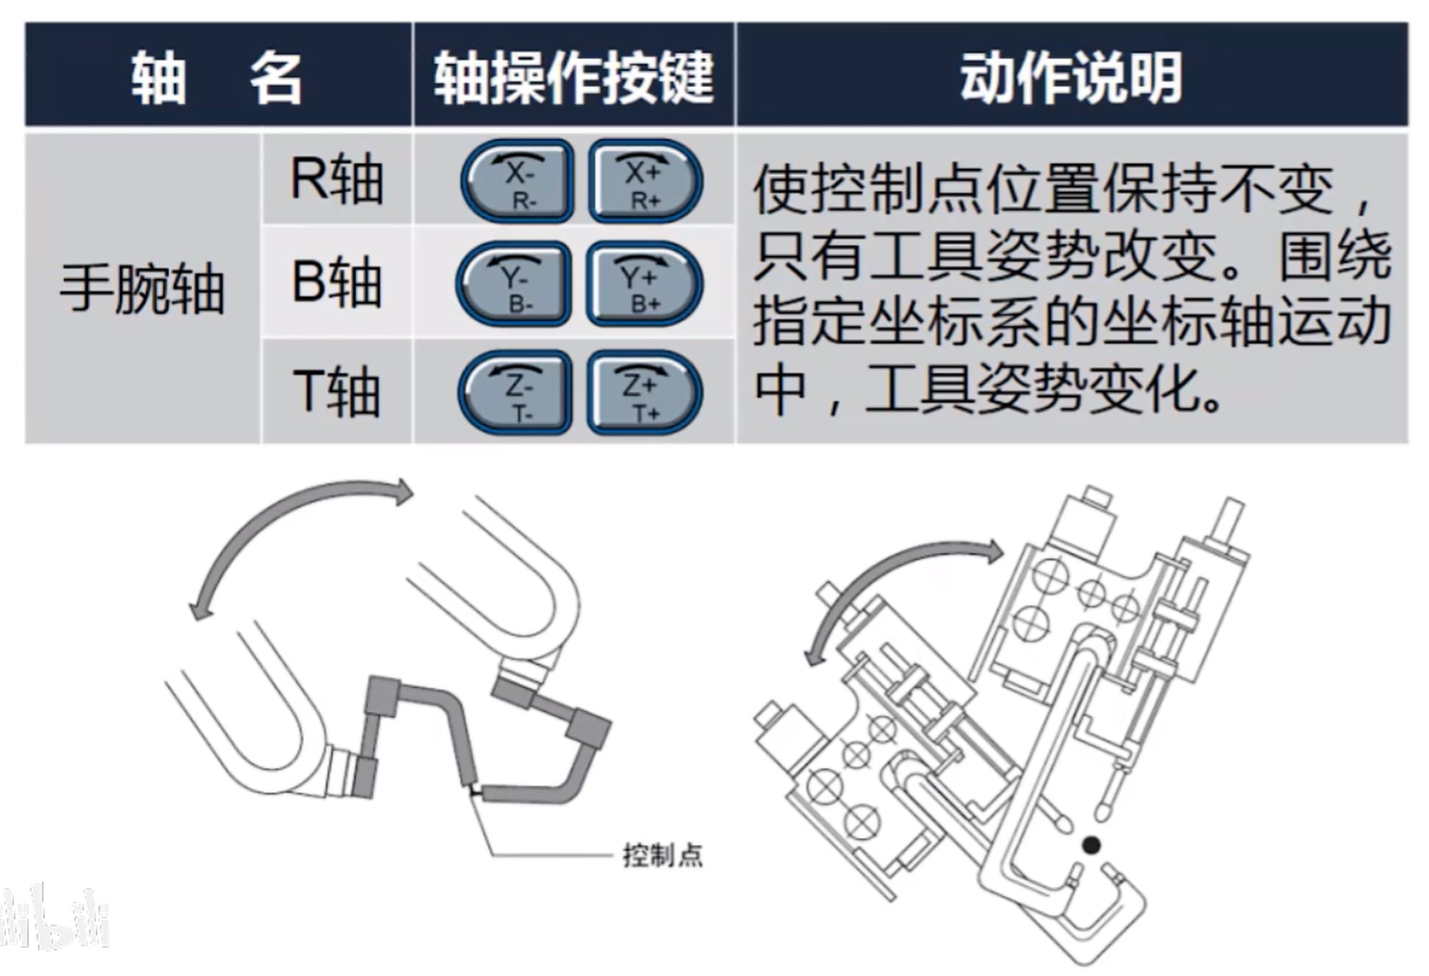 轴 名 轴操作按键 动作说明
手腕轴
R轴
X- R-
X+ R+
B轴
Y- B-
Y+ B+
T轴
Z- T-
Z+ T+
使控制点位置保持不变，
只有工具姿势改变。围绕
指定坐标系的坐标轴运动
中，工具姿势变化。
控制点
bilibili